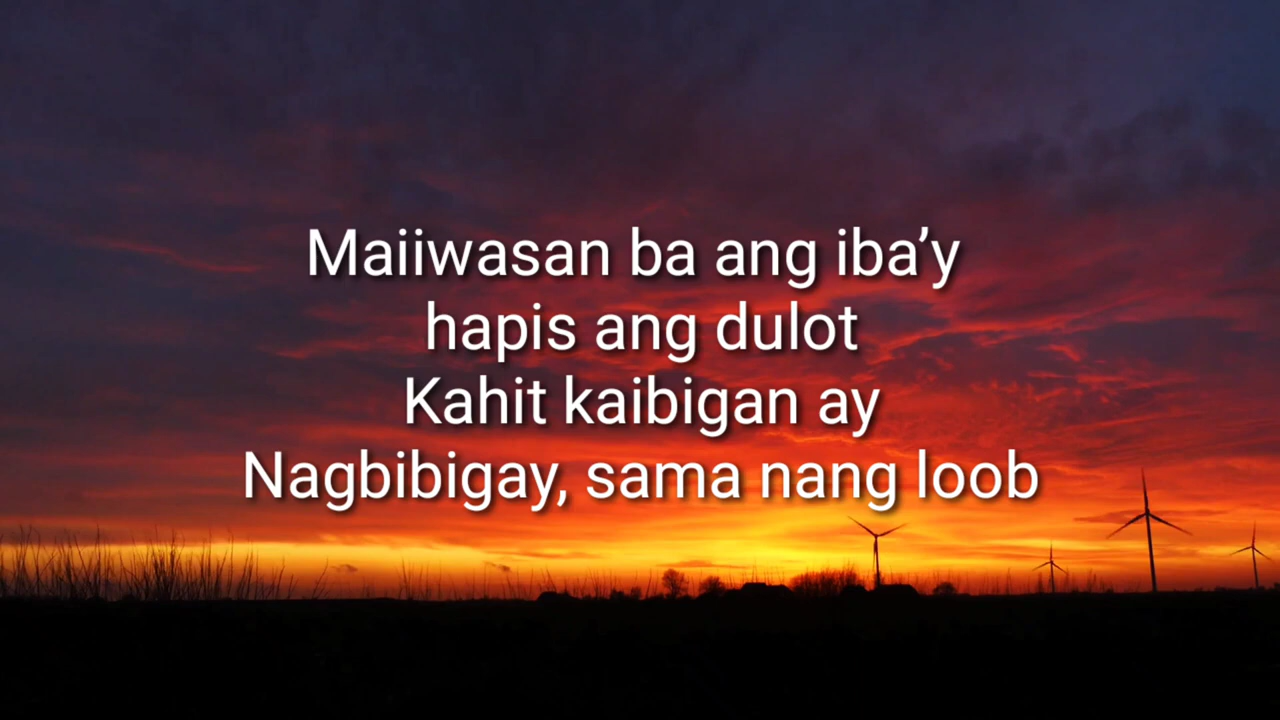 Maiiwasan ba ang iba’y
hapis ang dulot
Kahit kaibigan ay
Nagbibigay, sama nang loob